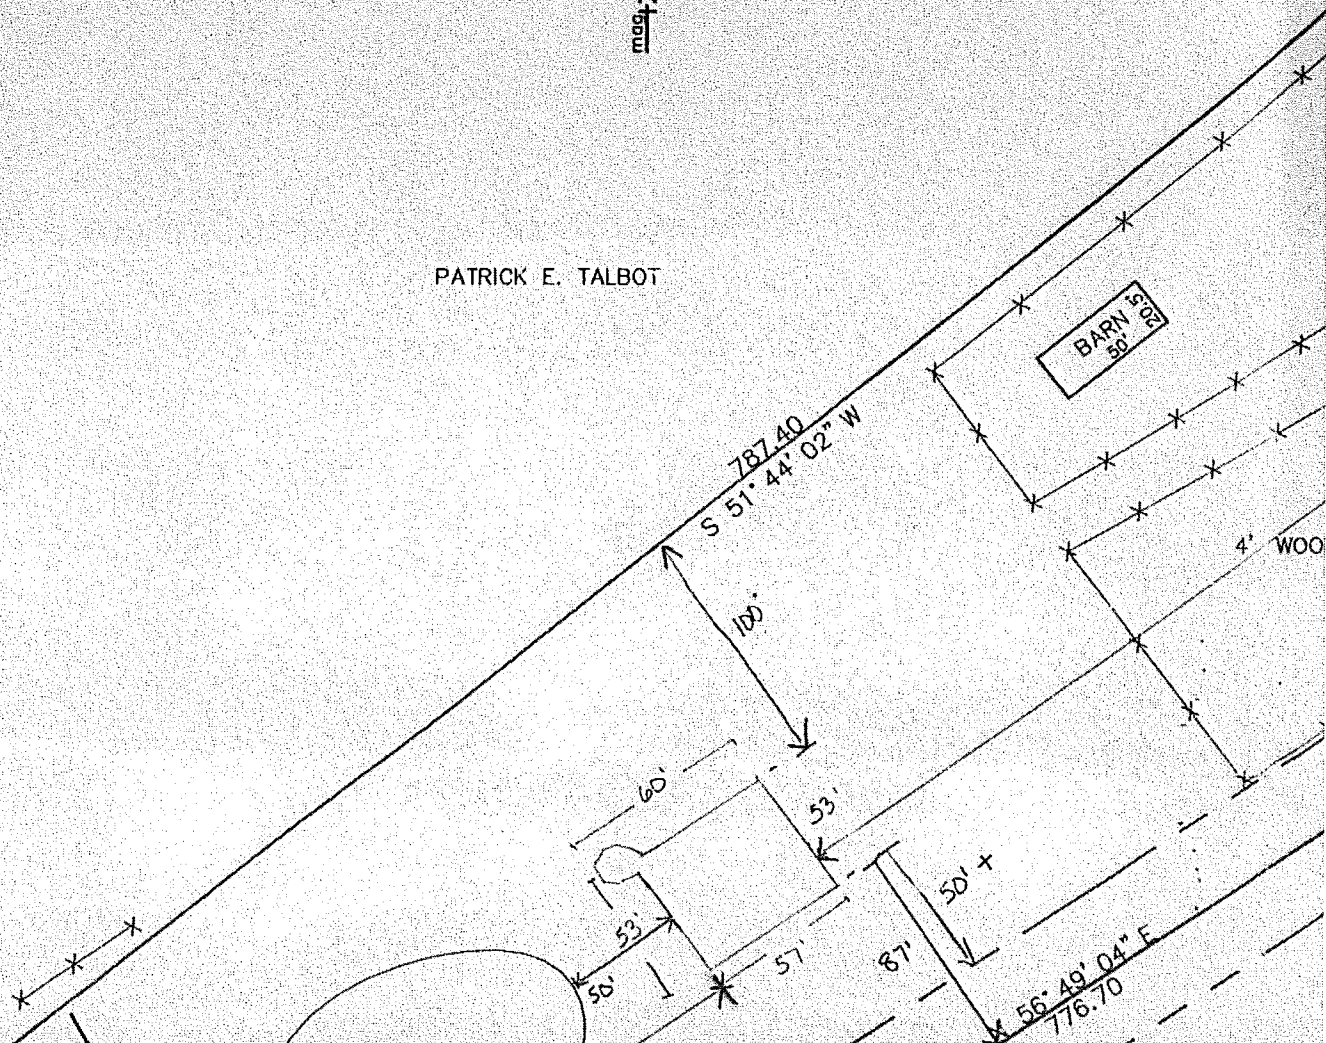 mag
PATRICK E. TALBOT
BARN
50'
20.5'
787.40
S 51° 44' 02" W
4' WOO
100'
60'
53'
50' +
53'
50'
57'
87'
56° 49' 04" E
776.70